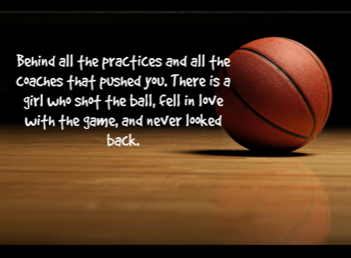 Behind all the practices and all the
coaches that pushed you. There is a
girl who shot the ball, fell in love
with the game, and never looked
back.